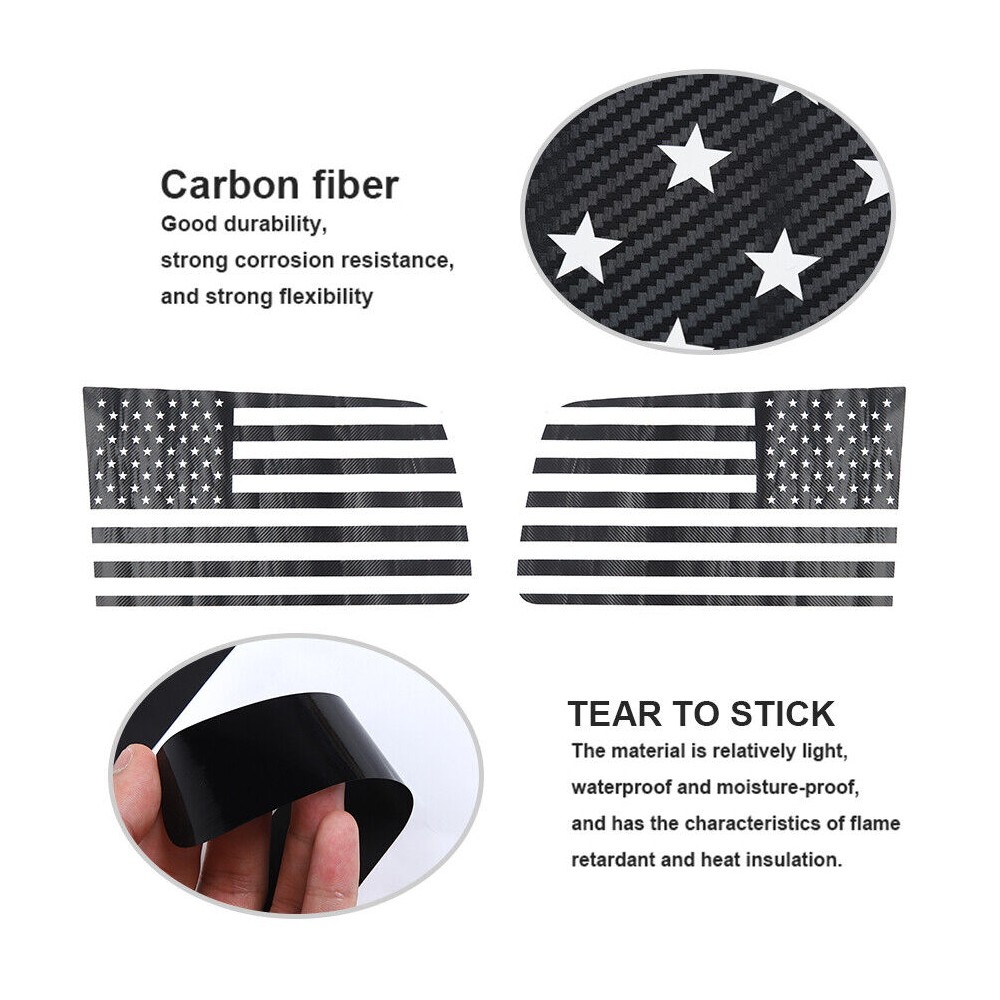 Carbon fiber
Good durability,
strong corrosion resistance,
and strong flexibility
TEAR TO STICK
The material is relatively light,
waterproof and moisture-proof,
and has the characteristics of flame
retardant and heat insulation.